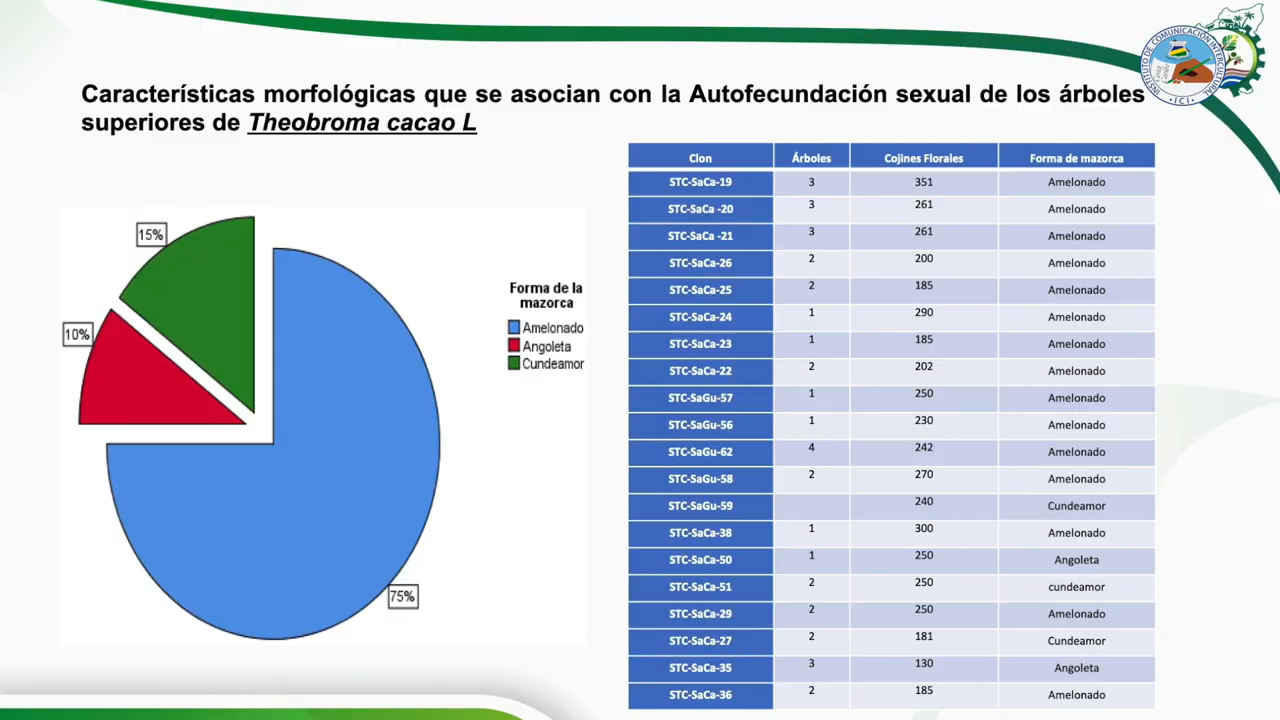 Características morfológicas que se asocian con la Autofecundación sexual de los árboles
superiores de Theobroma cacao L
INSTITUTO DE COMUNICACIÓN INTERCULTURAL
· I C I ·
15%
10%
75%
Forma de la
mazorca
Amelonado
Angoleta
Cundeamor
Clon Árboles Cojines Florales Forma de mazorca
STC-SaCa-19 3 351 Amelonado
STC-SaCa -20 3 261 Amelonado
STC-SaCa -21 3 261 Amelonado
STC-SaCa-26 2 200 Amelonado
STC-SaCa-25 2 185 Amelonado
STC-SaCa-24 1 290 Amelonado
STC-SaCa-23 1 185 Amelonado
STC-SaCa-22 2 202 Amelonado
STC-SaGu-57 1 250 Amelonado
STC-SaGu-56 1 230 Amelonado
STC-SaGu-62 4 242 Amelonado
STC-SaGu-58 2 270 Amelonado
STC-SaGu-59 240 Cundeamor
STC-SaCa-38 1 300 Amelonado
STC-SaCa-50 1 250 Angoleta
STC-SaCa-51 2 250 cundeamor
STC-SaCa-29 2 250 Amelonado
STC-SaCa-27 2 181 Cundeamor
STC-SaCa-35 3 130 Angoleta
STC-SaCa-36 2 185 Amelonado